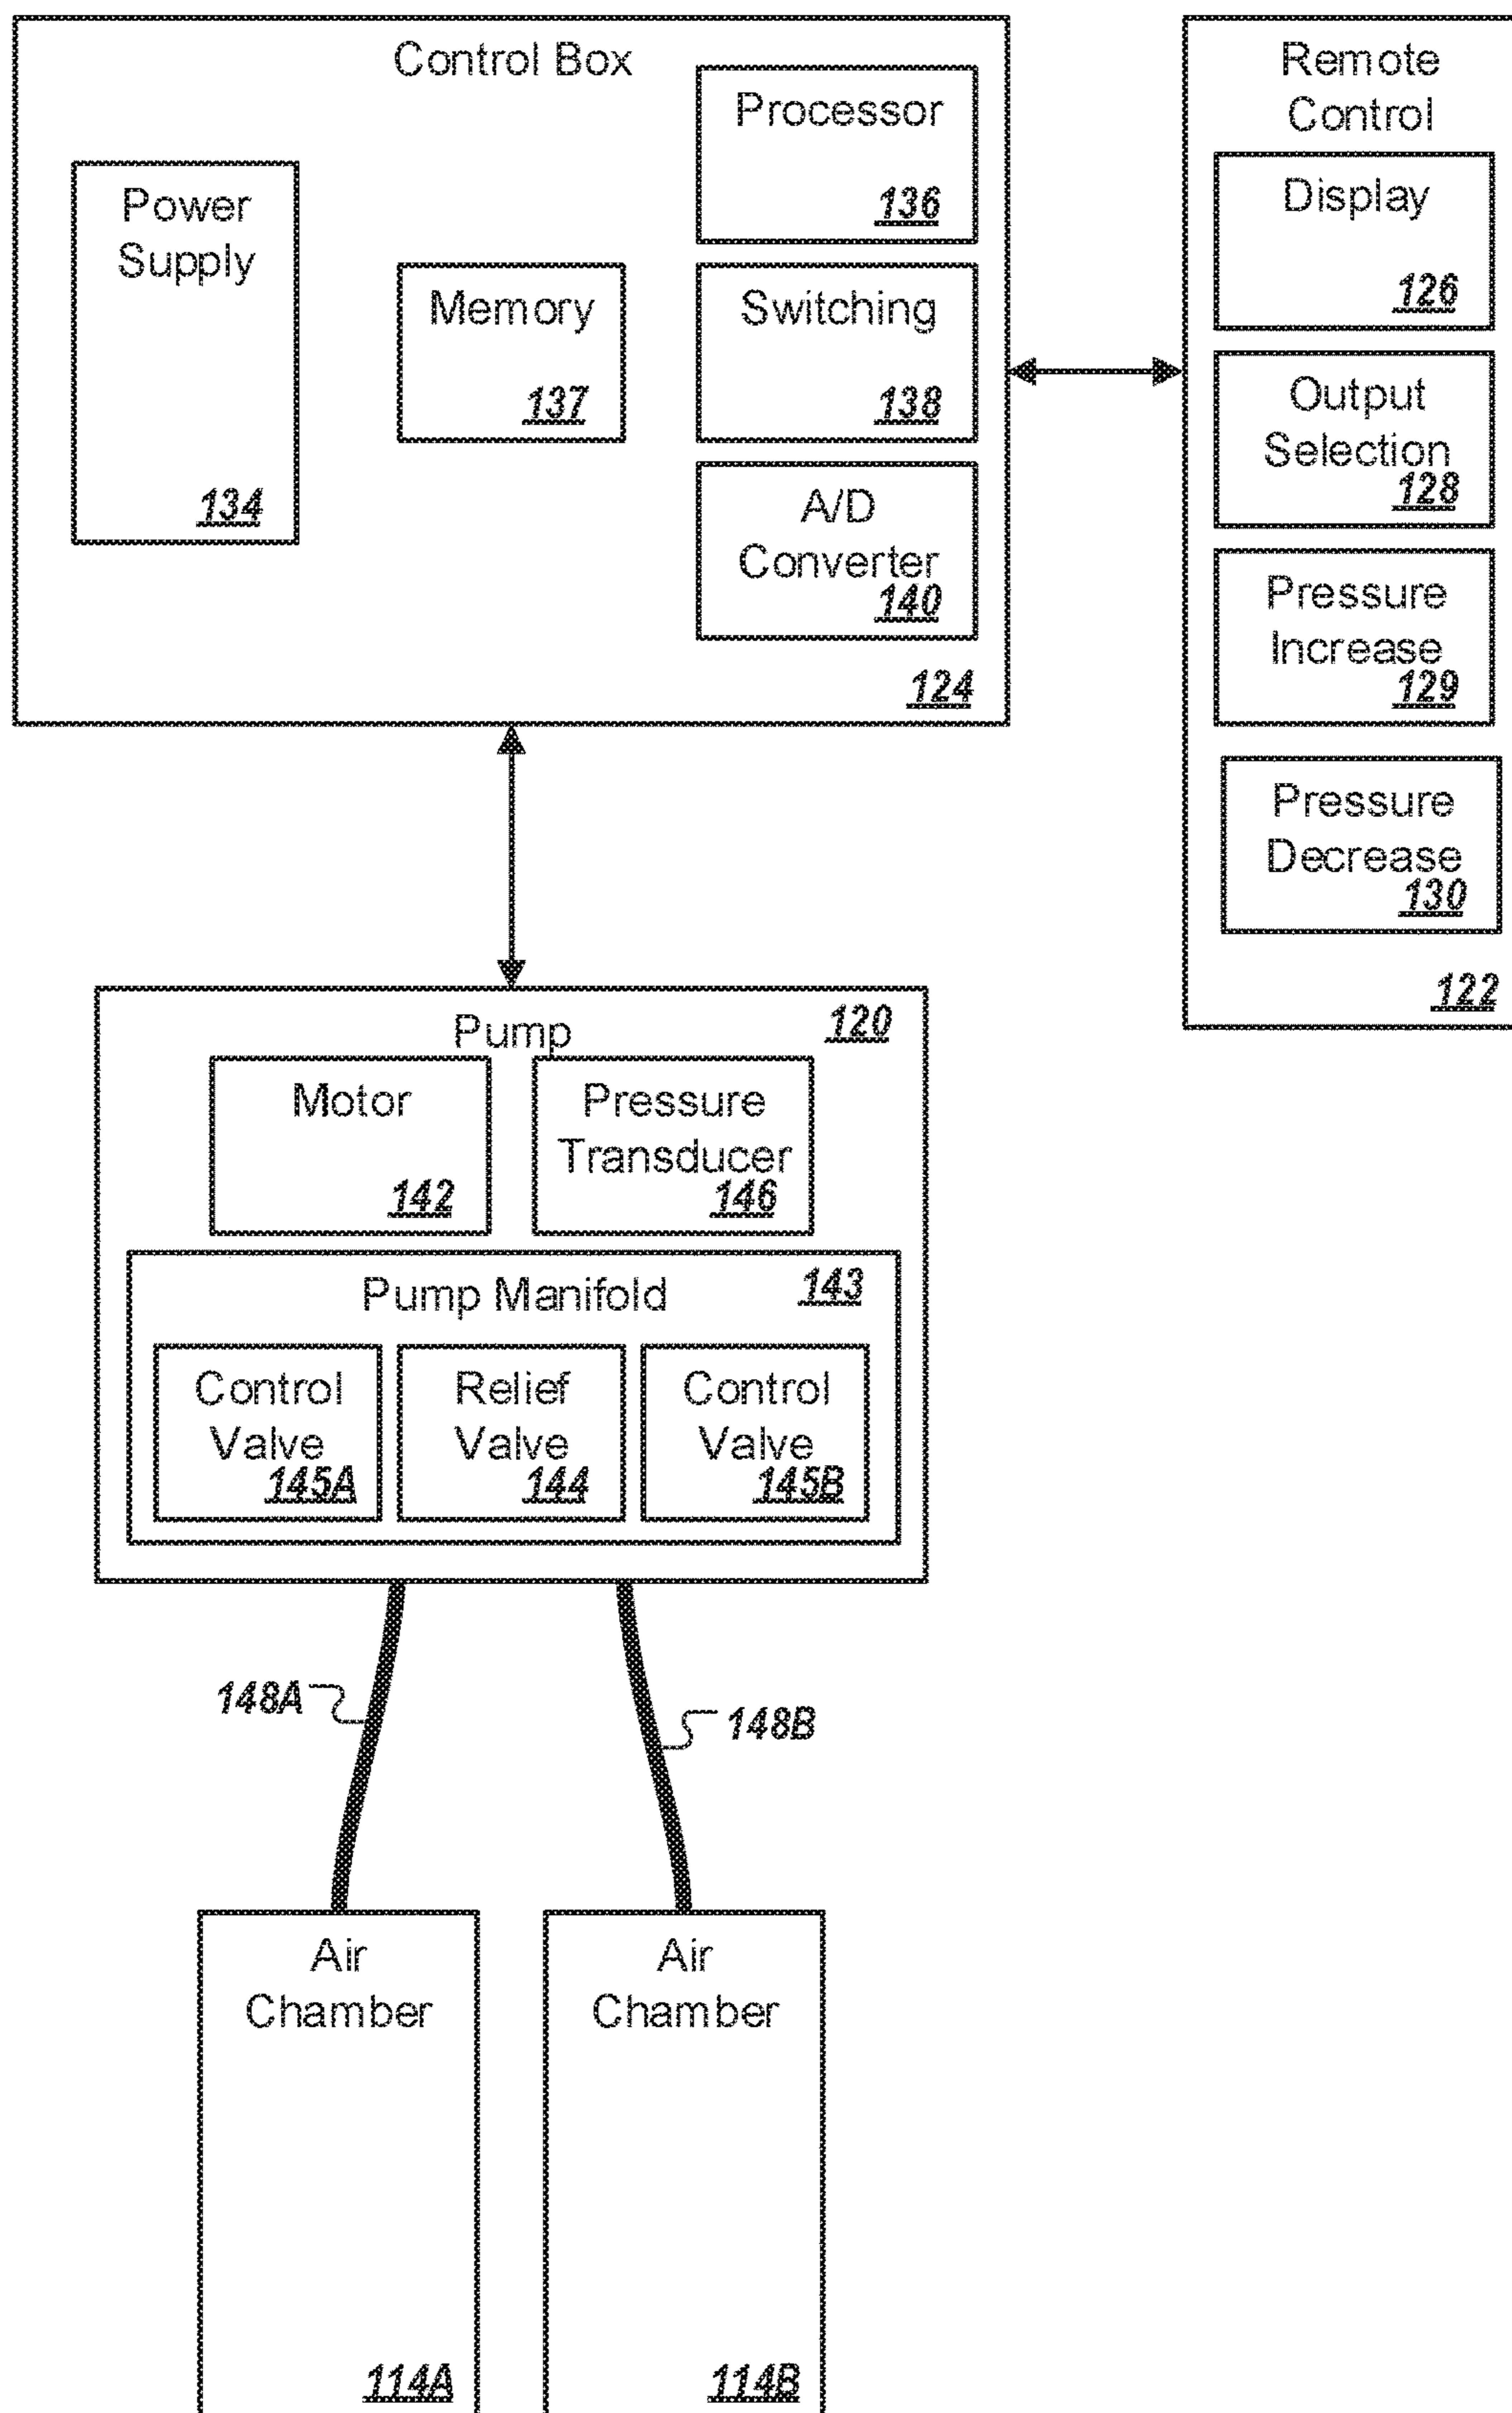 Control Box
Power
Supply
134
Memory
137
Processor
136
Switching
138
A/D
Converter
140
124
Remote
Control
Display
126
Output
Selection
128
Pressure
Increase
129
Pressure
Decrease
130
122
Pump
120
Motor
142
Pressure
Transducer
146
Pump Manifold
143
Control
Valve
145A
Relief
Valve
144
Control
Valve
145B
148A
148B
Air
Chamber
114A
Air
Chamber
114B